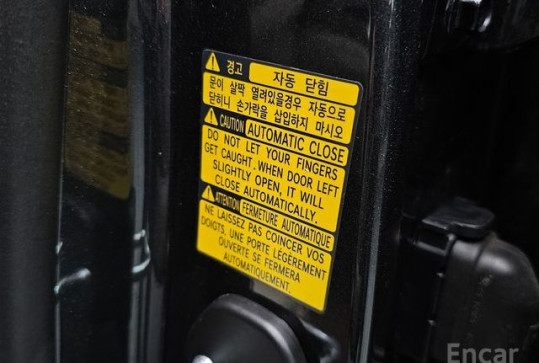 경고 자동 닫힘
문이 살짝 열려있을경우 자동으로
닫히니 손가락을 삽입하지 마시오
CAUTION AUTOMATIC CLOSE
DO NOT LET YOUR FINGERS
GET CAUGHT. WHEN DOOR LEFT
SLIGHTLY OPEN, IT WILL
CLOSE AUTOMATICALLY.
ATTENTION FERMETURE AUTOMATIQUE
NE LAISSEZ PAS COINCER VOS
DOIGTS, UNE PORTE LÉGÈREMENT
OUVERTE SE FERMERA
AUTOMATIQUEMENT.
Encar